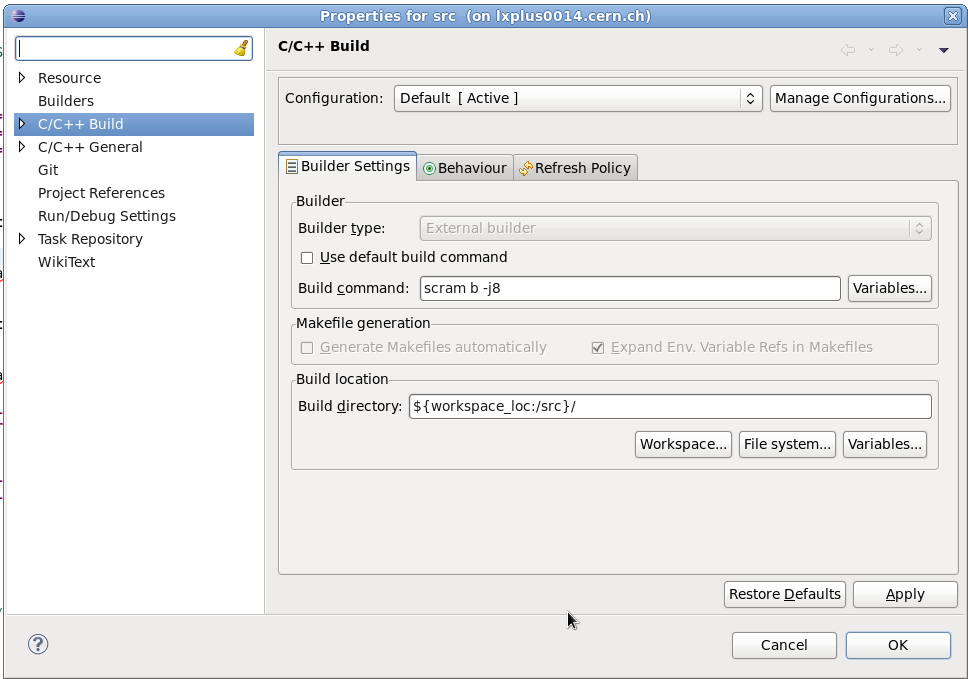 Properties for src  (on lxplus0014.cern.ch)
C/C++ Build
Resource
Builders
C/C++ Build
C/C++ General
Git
Project References
Run/Debug Settings
Task Repository
WikiText
Configuration: Default  [ Active ] Manage Configurations...
Builder Settings Behaviour Refresh Policy
Builder
Builder type: External builder
Use default build command
Build command: scram b -j8 Variables...
Makefile generation
Generate Makefiles automatically Expand Env. Variable Refs in Makefiles
Build location
Build directory: ${workspace_loc:/src}/
Workspace... File system... Variables...
Restore Defaults Apply
? Cancel OK